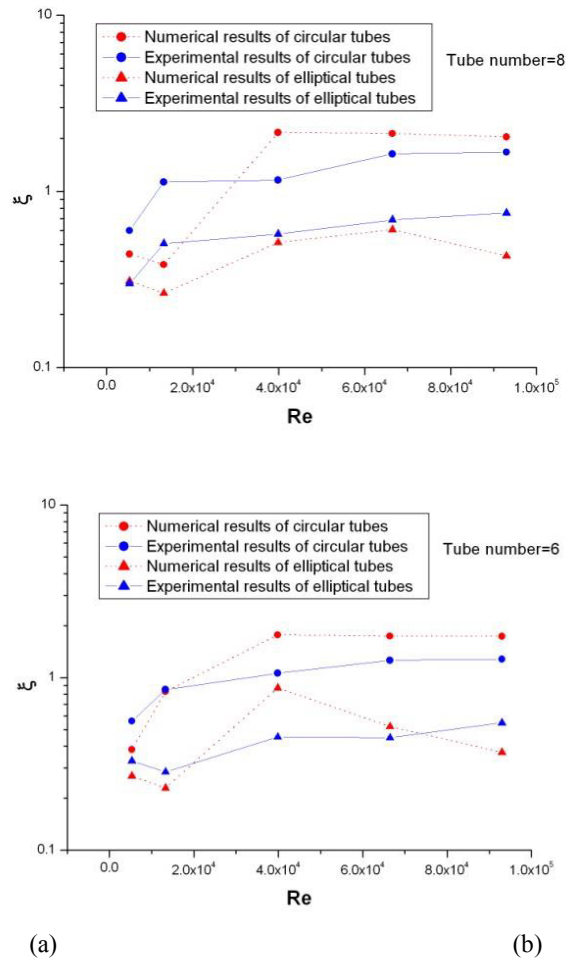 10
Numerical results of circular tubes
Experimental results of circular tubes
Numerical results of elliptical tubes
Experimental results of elliptical tubes
Tube number=8
1
ξ
0.1
0.0
2.0x10⁴
4.0x10⁴
6.0x10⁴
8.0x10⁴
1.0x10⁵
Re
10
Numerical results of circular tubes
Experimental results of circular tubes
Numerical results of elliptical tubes
Experimental results of elliptical tubes
Tube number=6
1
ξ
0.1
0.0
2.0x10⁴
4.0x10⁴
6.0x10⁴
8.0x10⁴
1.0x10⁵
Re
(a) (b)